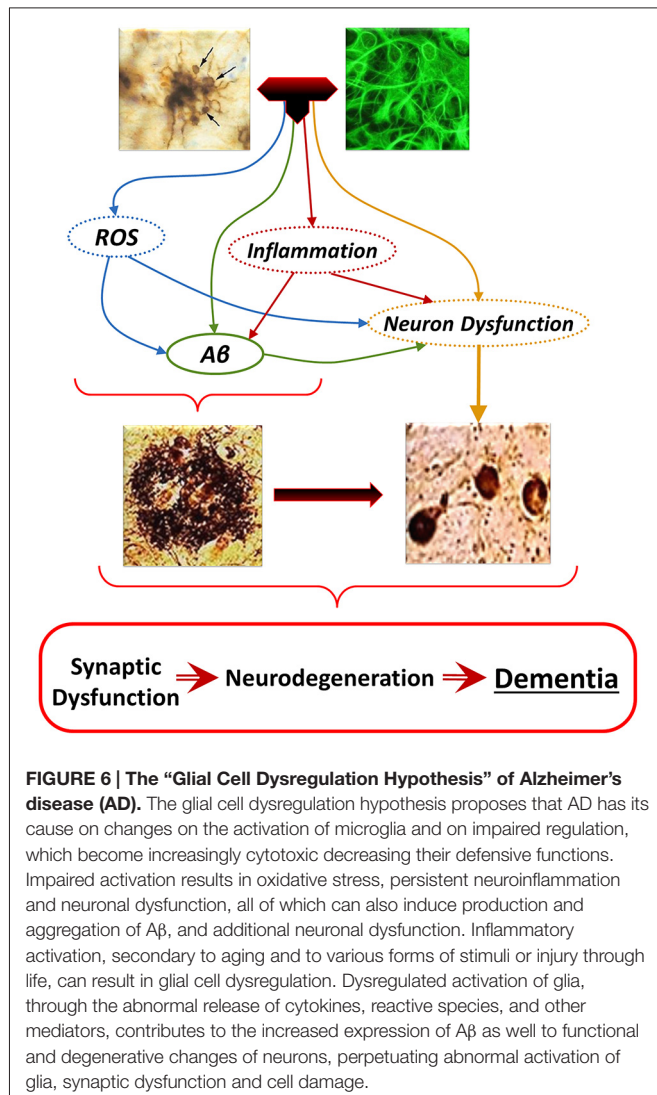 ROS
Inflammation
Neuron Dysfunction
Aβ
Synaptic
Dysfunction
Neurodegeneration
Dementia
FIGURE 6 | The “Glial Cell Dysregulation Hypothesis” of Alzheimer’s
disease (AD). The glial cell dysregulation hypothesis proposes that AD has its
cause on changes on the activation of microglia and on impaired regulation,
which become increasingly cytotoxic decreasing their defensive functions.
Impaired activation results in oxidative stress, persistent neuroinflammation
and neuronal dysfunction, all of which can also induce production and
aggregation of Aβ, and additional neuronal dysfunction. Inflammatory
activation, secondary to aging and to various forms of stimuli or injury through
life, can result in glial cell dysregulation. Dysregulated activation of glia,
through the abnormal release of cytokines, reactive species, and other
mediators, contributes to the increased expression of Aβ as well to functional
and degenerative changes of neurons, perpetuating abnormal activation of
glia, synaptic dysfunction and cell damage.